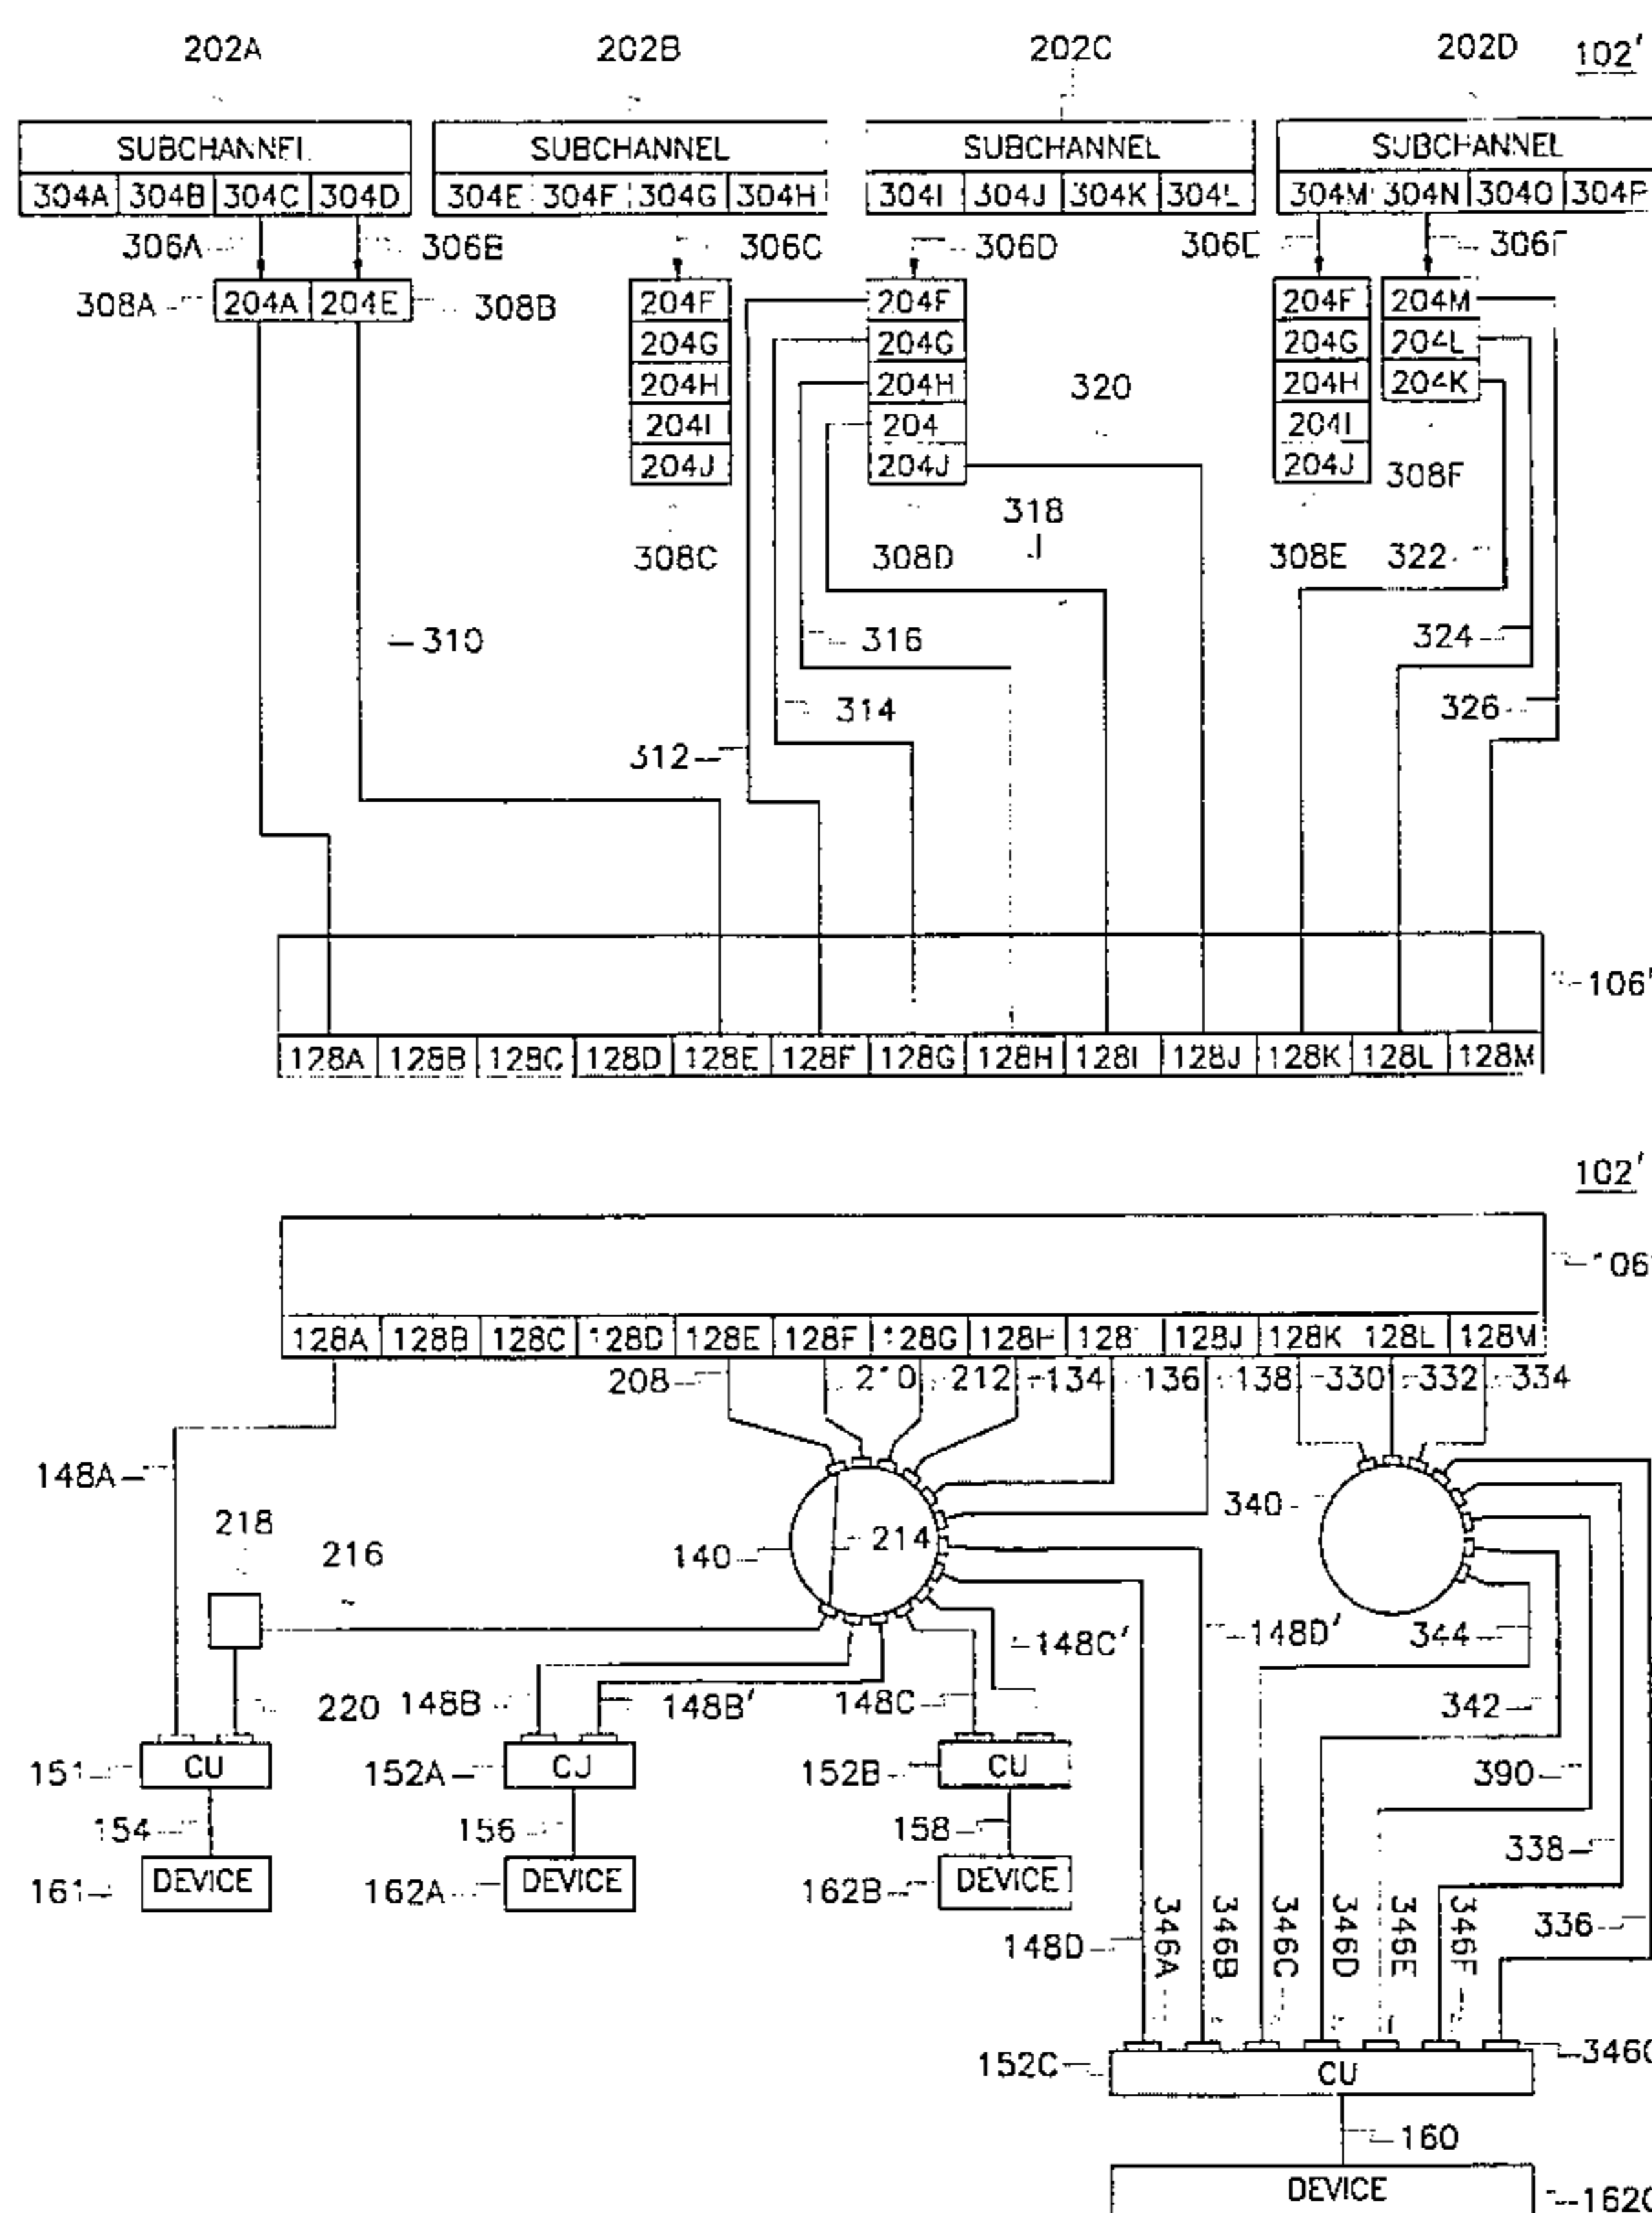 202A 202B 202C 202D 102'
SUBCHANNEL SUBCHANNEL SUBCHANNEL SUBCHANNEL
304A 304B 304C 304D 304E 304F 304G 304H 304I 304J 304K 304L 304M 304N 304O 304P
306A 306B 306C 306D 306E 306F
308A 204A 204E 308B 204F 204F 204F 204M
204G 204G 204G 204L
204H 204H 320 204H 204K
204I 204 204I
204J 204J 204J 308F
318
308C 308D 308E 322
310 316 324
314 326
312
106'
128A 128B 128C 128D 128E 128F 128G 128H 128I 128J 128K 128L 128M
102'
106
128A 128B 128C 128D 128E 128F 128G 128H 128I 128J 128K 128L 128M
208 210 212 134 136 138 330 332 334
148A
218 340
216 140 214
148C' 148D' 344
220 148B 148B' 148C 342
151 CU 152A CU 152B CU 390
154 156 158 338
161 DEVICE 162A DEVICE 162B DEVICE
148D 346A 346B 346C 346D 346E 346F 336
152C CU 346G
160
DEVICE 162C